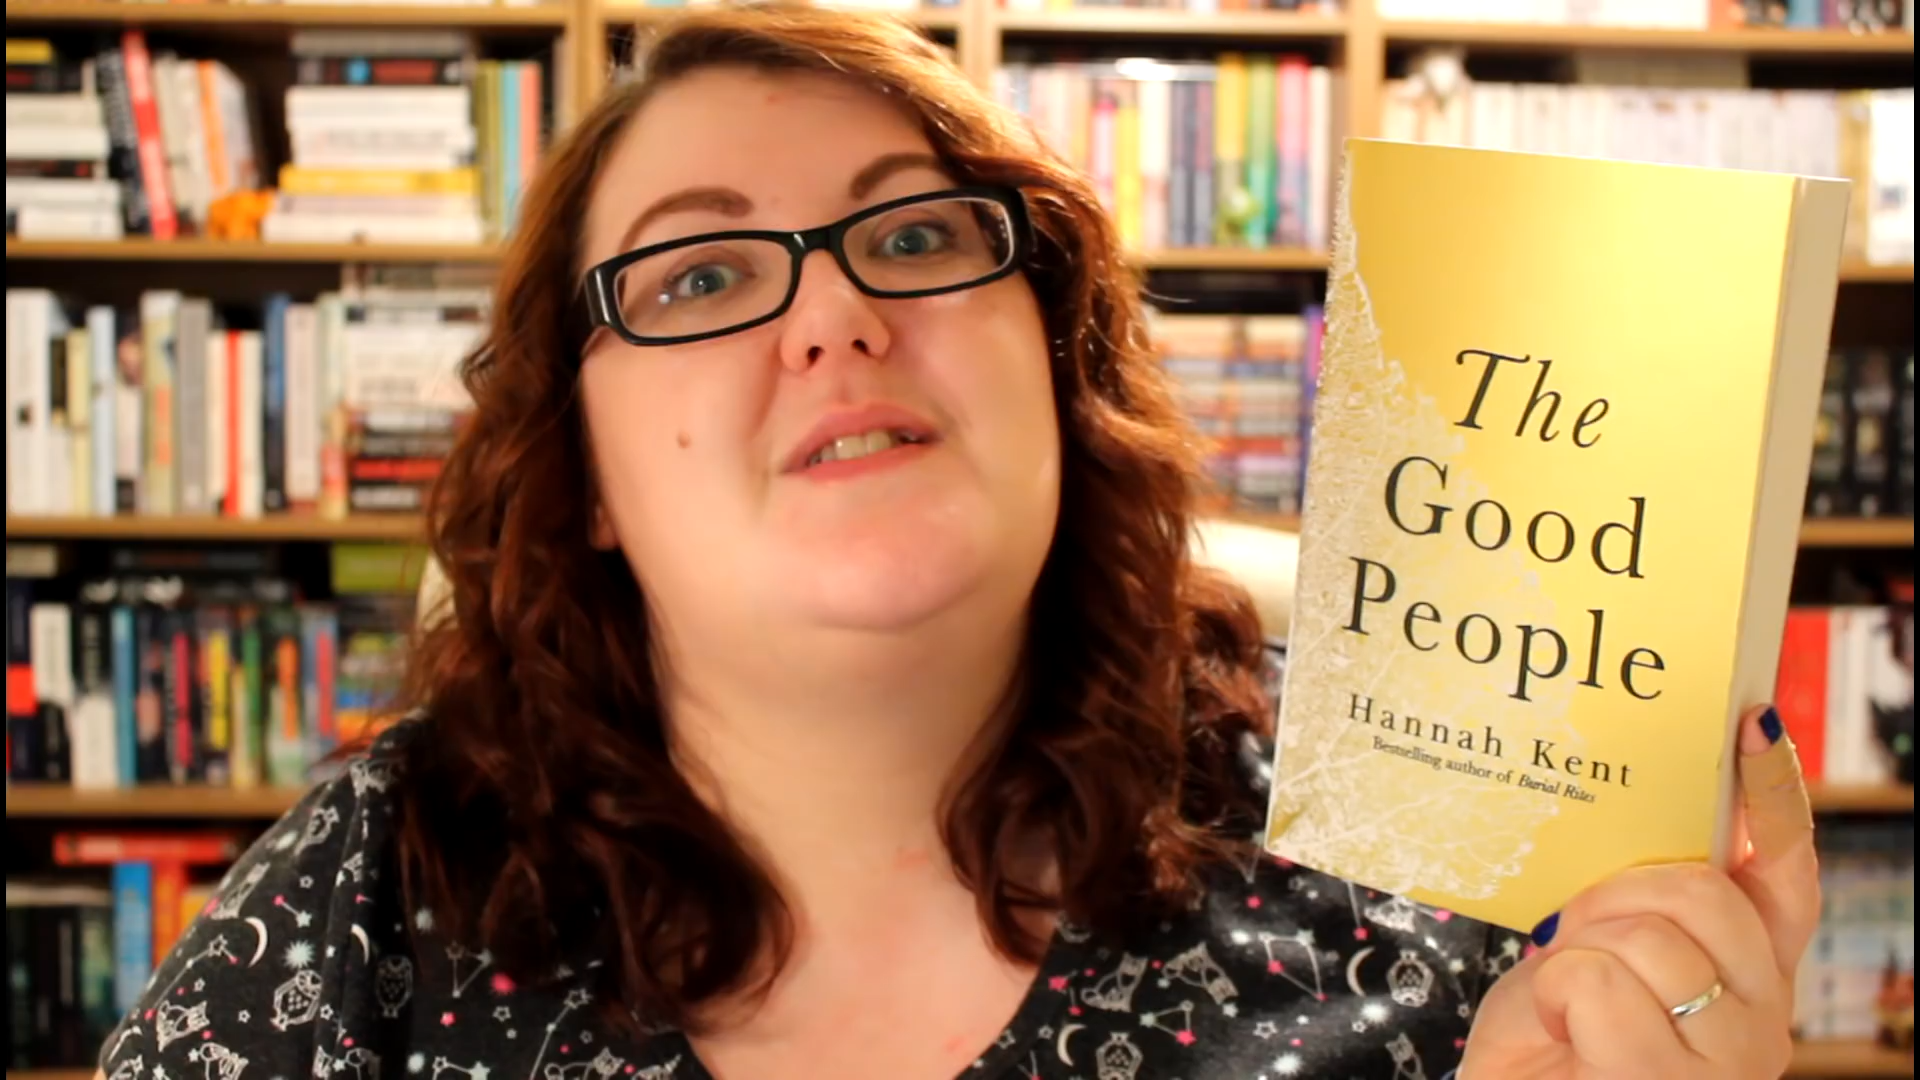 The
Good
People
Hannah Kent
Bestselling author of Burial Rites